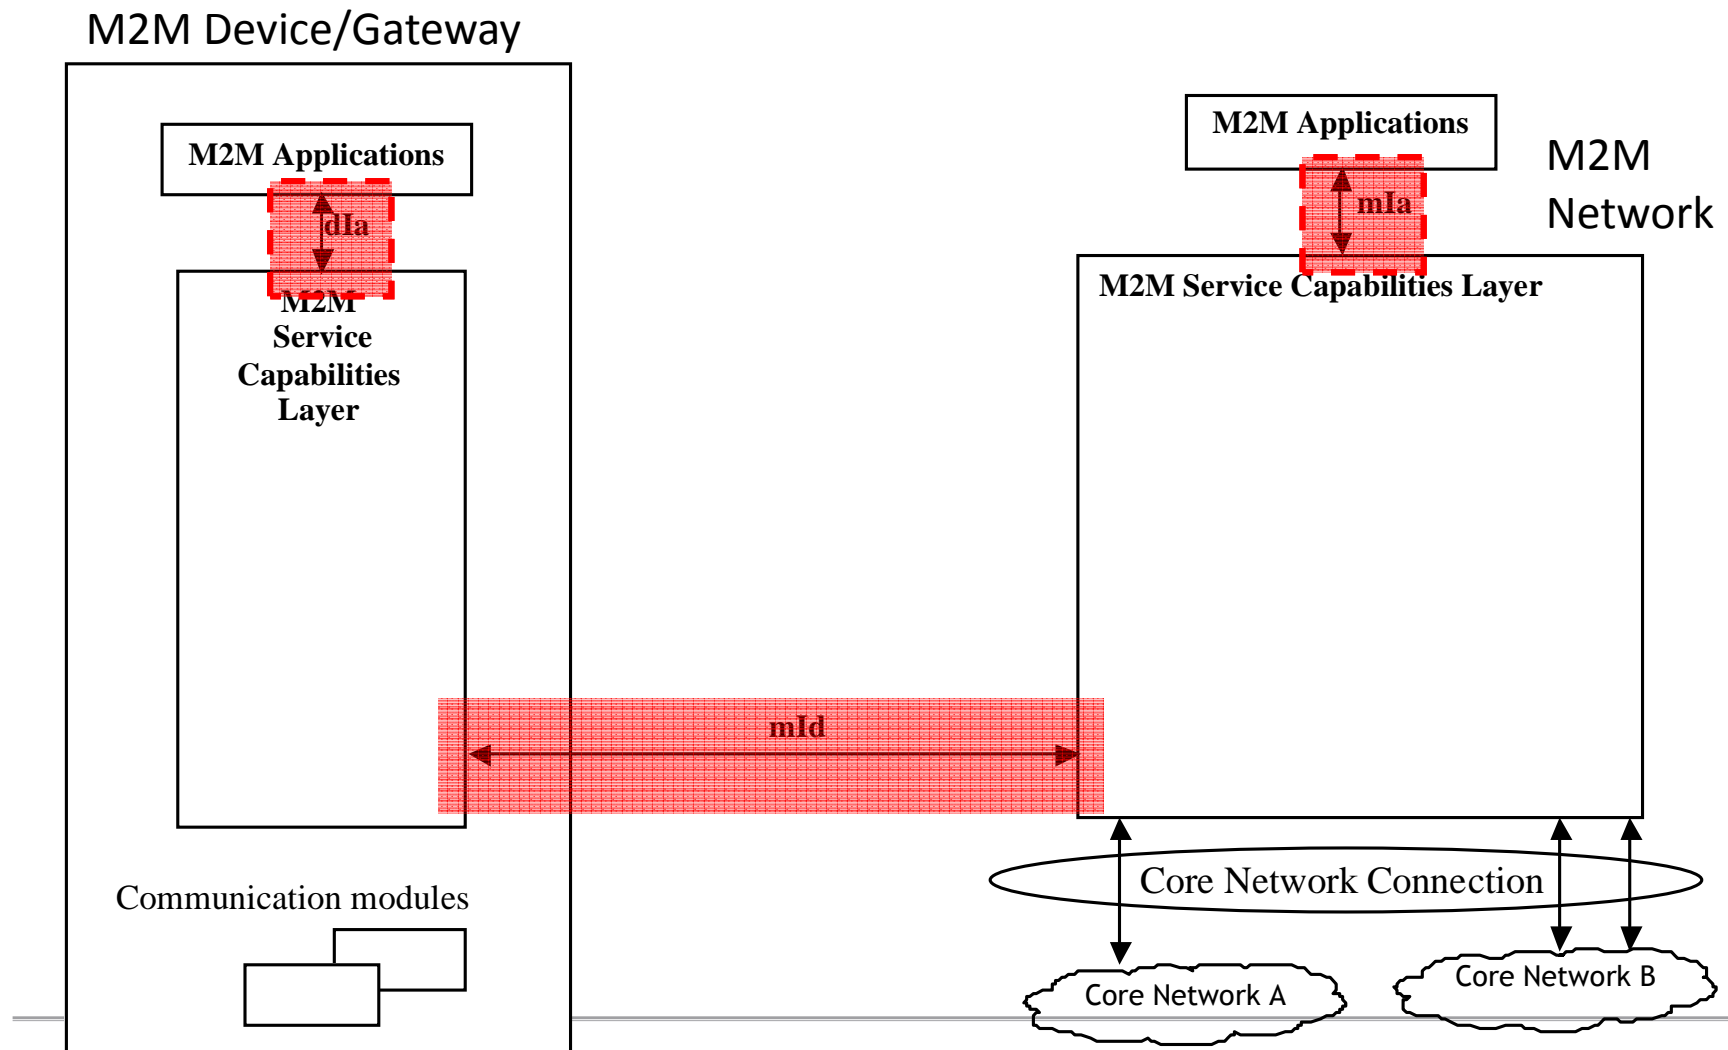 M2M Device/Gateway
M2M Applications
dIa
M2M
Service
Capabilities
Layer
Communication modules
mId
M2M Applications
mIa
M2M
Network
M2M Service Capabilities Layer
Core Network Connection
Core Network A
Core Network B